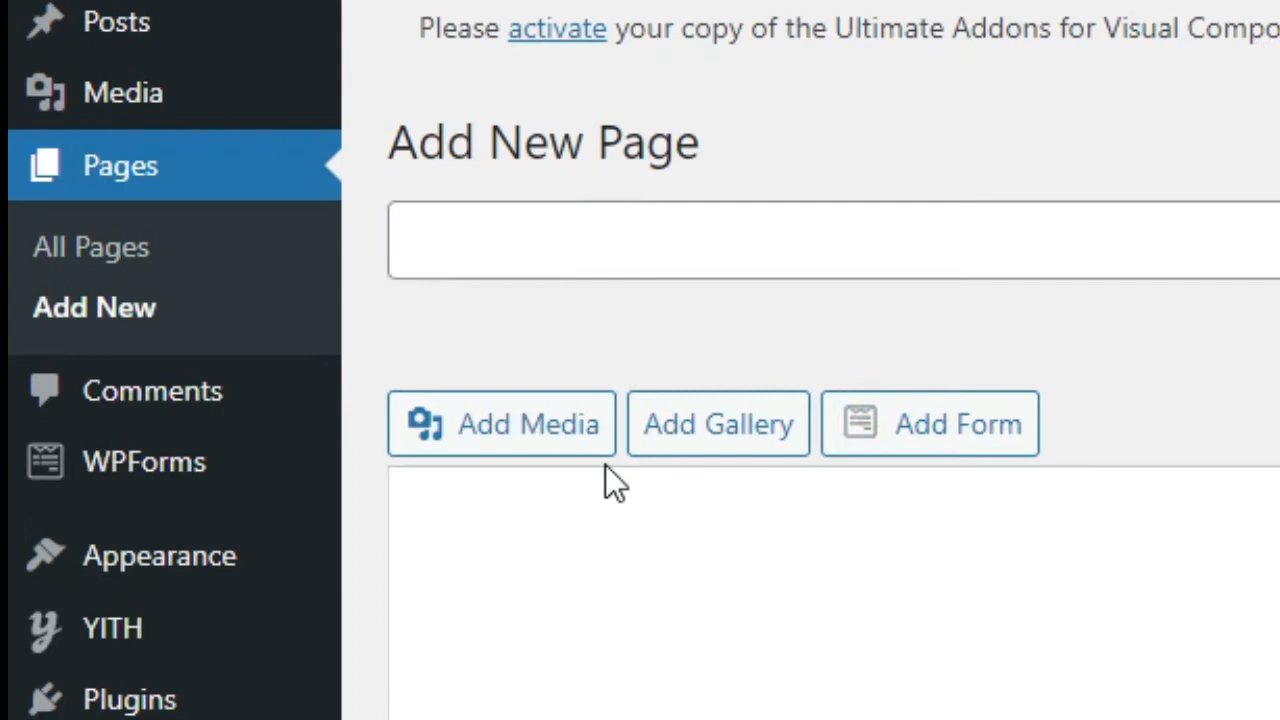 Posts
Media
Pages
All Pages
Add New
Comments
WPForms
Appearance
YITH
Plugins
Please activate your copy of the Ultimate Addons for Visual Compo
Add New Page
Add Media
Add Gallery
Add Form